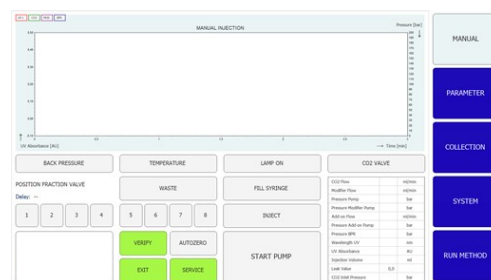 MANUAL INJECTION
Pressure [bar]
UV Absorbance [AU]
Time [min]
BACK PRESSURE
TEMPERATURE
LAMP ON
CO2 VALVE
POSITION FRACTION VALVE
Delay: --
WASTE
FILL SYRINGE
1 2 3 4 5 6 7 8
INJECT
VERIFY
AUTOZERO
START PUMP
EXIT
SERVICE
CO2 Flow ml/min
Modifier Flow ml/min
Pressure Pump bar
Pressure Modifier Pump bar
Add-on Flow ml/min
Pressure Add-on Pump bar
Pressure BPR bar
Wavelength UV nm
UV Absorbance AU
Injection Volume ml
Leak Value 0,0
CO2 Inlet Pressure bar
MANUAL
PARAMETER
COLLECTION
SYSTEM
RUN METHOD